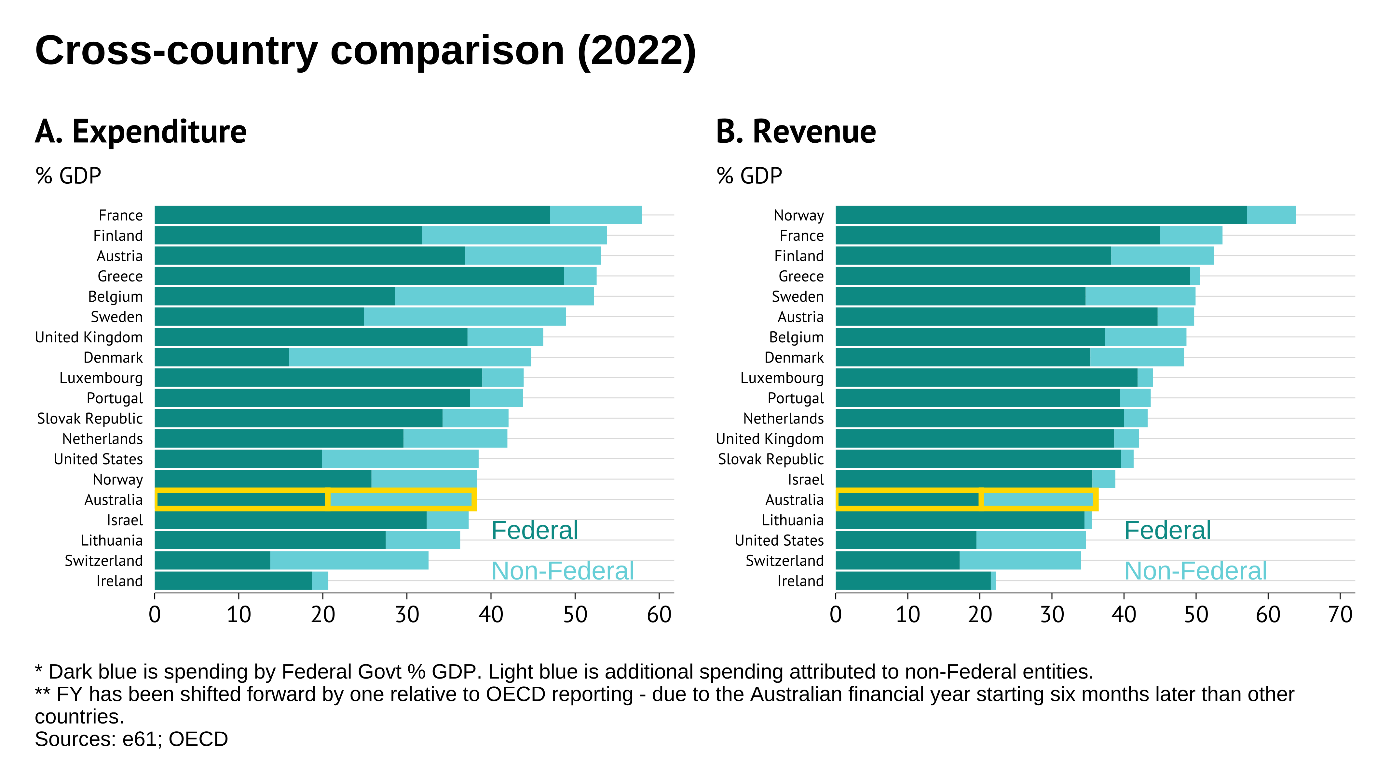 Cross-country comparison (2022)
A. Expenditure
% GDP
France
Finland
Austria
Greece
Belgium
Sweden
United Kingdom
Denmark
Luxembourg
Portugal
Slovak Republic
Netherlands
United States
Norway
Australia
Israel
Lithuania
Switzerland
Ireland
Federal
Non-Federal
0 10 20 30 40 50 60
B. Revenue
% GDP
Norway
France
Finland
Greece
Sweden
Austria
Belgium
Denmark
Luxembourg
Portugal
Netherlands
United Kingdom
Slovak Republic
Israel
Australia
Lithuania
United States
Switzerland
Ireland
Federal
Non-Federal
0 10 20 30 40 50 60 70
* Dark blue is spending by Federal Govt % GDP. Light blue is additional spending attributed to non-Federal entities.
** FY has been shifted forward by one relative to OECD reporting - due to the Australian financial year starting six months later than other
countries.
Sources: e61; OECD